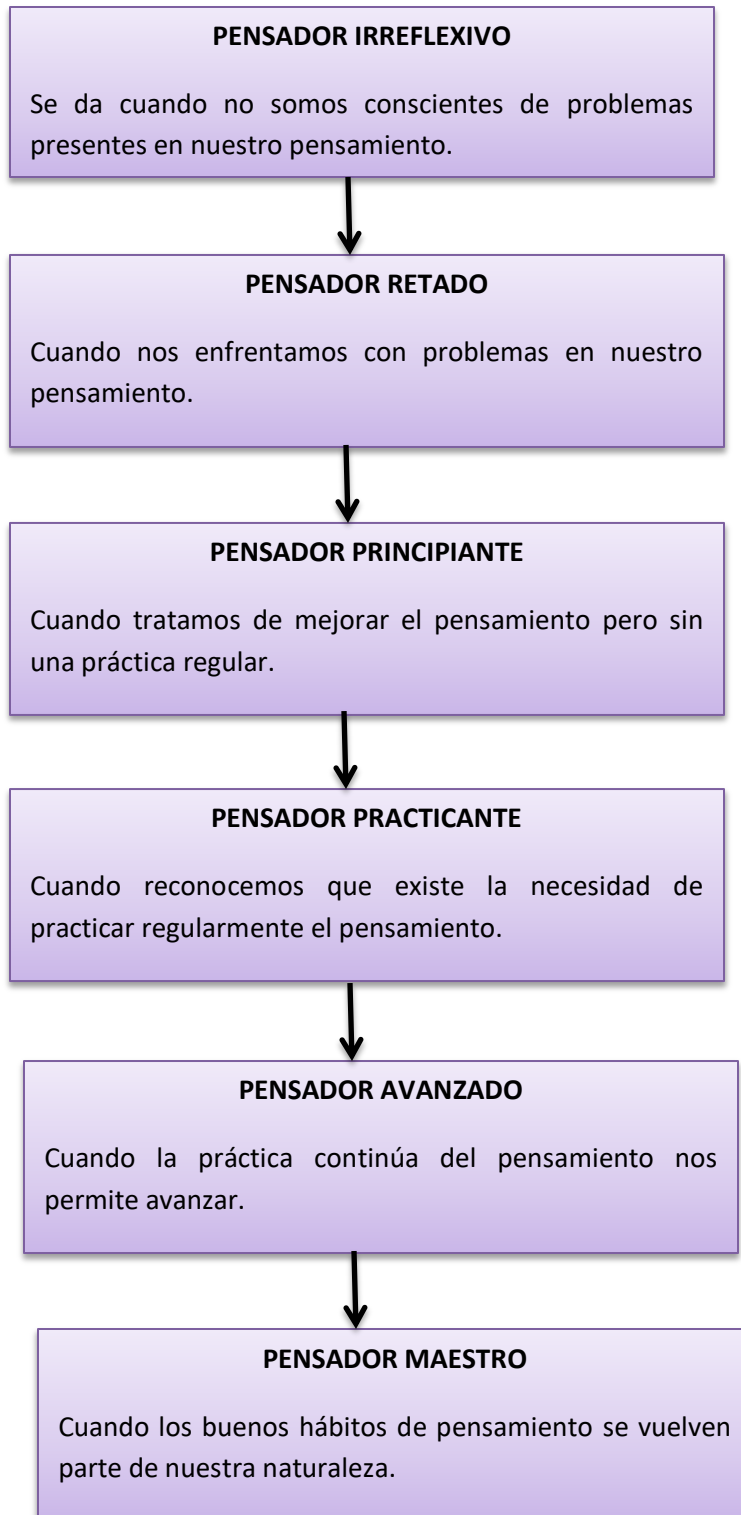 PENSADOR IRREFLEXIVO
Se da cuando no somos conscientes de problemas
presentes en nuestro pensamiento.
PENSADOR RETADO
Cuando nos enfrentamos con problemas en nuestro
pensamiento.
PENSADOR PRINCIPIANTE
Cuando tratamos de mejorar el pensamiento pero sin
una práctica regular.
PENSADOR PRACTICANTE
Cuando reconocemos que existe la necesidad de
practicar regularmente el pensamiento.
PENSADOR AVANZADO
Cuando la práctica continúa del pensamiento nos
permite avanzar.
PENSADOR MAESTRO
Cuando los buenos hábitos de pensamiento se vuelven
parte de nuestra naturaleza.